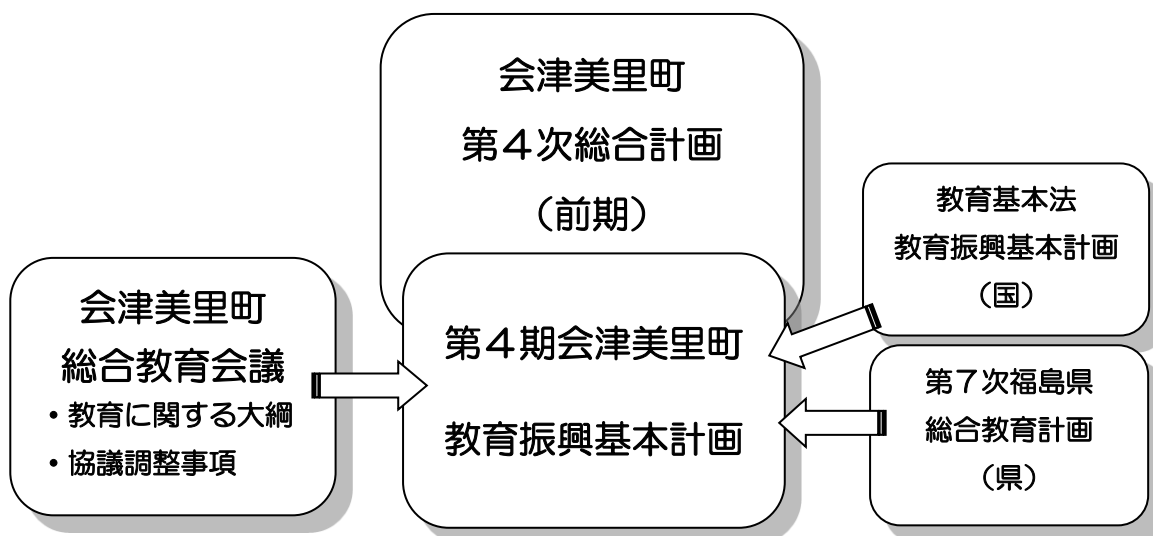 会津美里町
第４次総合計画
（前期）
教育基本法
教育振興基本計画
（国）
会津美里町
総合教育会議
・教育に関する大綱
・協議調整事項
第４期会津美里町
教育振興基本計画
第７次福島県
総合教育計画
（県）